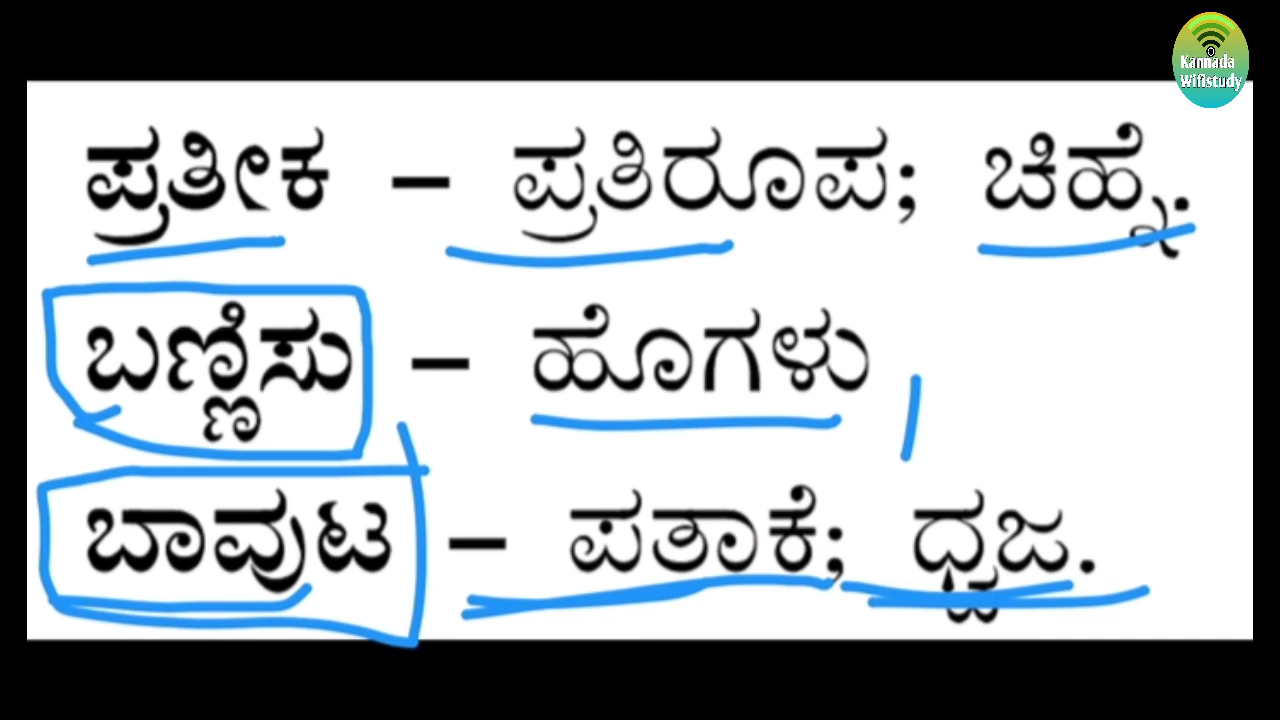 Kannada
Wifistudy
ಪ್ರತೀಕ – ಪ್ರತಿರೂಪ; ಚಿಹ್ನೆ.
ಬಣ್ಣಿಸು – ಹೊಗಳು
ಬಾವುಟ – ಪತಾಕೆ; ಧ್ವಜ.